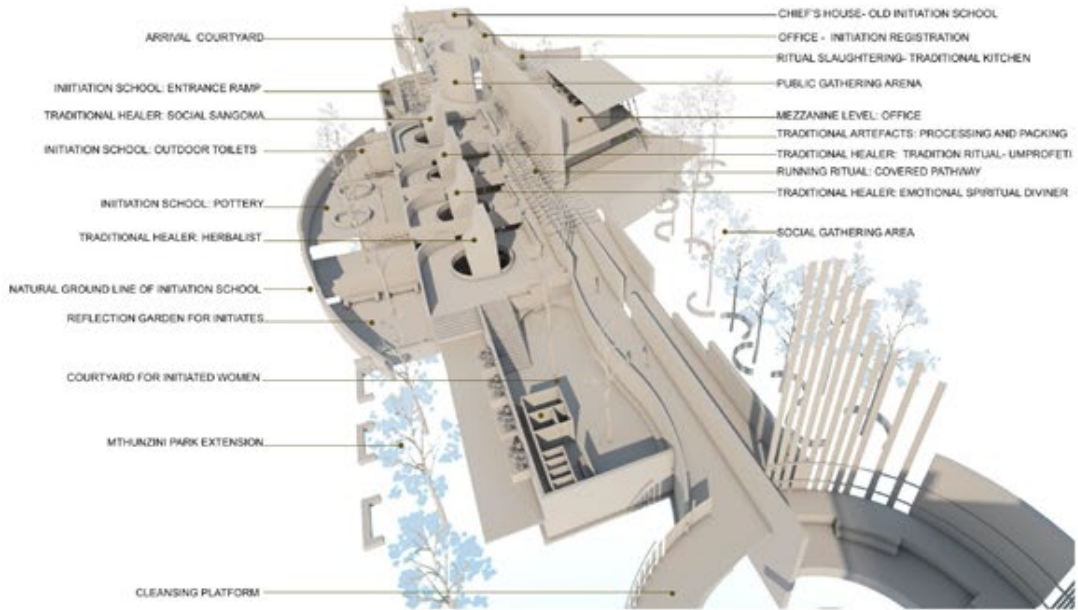 ARRIVAL COURTYARD
INIITIATION SCHOOL: ENTRANCE RAMP
TRADITIONAL HEALER: SOCIAL SANGOMA
INITIATION SCHOOL: OUTDOOR TOILETS
INIITIATION SCHOOL: POTTERY
TRADITIONAL HEALER: HERBALIST
NATURAL GROUND LINE OF INITIATION SCHOOL
REFLECTION GARDEN FOR INITIATES
COURTYARD FOR INITIATED WOMEN
MTHUNZINI PARK EXTENSION
CLEANSING PLATFORM
CHIEF'S HOUSE- OLD INITIATION SCHOOL
OFFICE - INITIATION REGISTRATION
RITUAL SLAUGHTERING- TRADITIONAL KITCHEN
PUBLIC GATHERING ARENA
MEZZANINE LEVEL: OFFICE
TRADITIONAL ARTEFACTS: PROCESSING AND PACKING
TRADITIONAL HEALER: TRADITION RITUAL- UMPROFETI
RUNNING RITUAL: COVERED PATHWAY
TRADITIONAL HEALER: EMOTIONAL SPIRITUAL DIVINER
SOCIAL GATHERING AREA